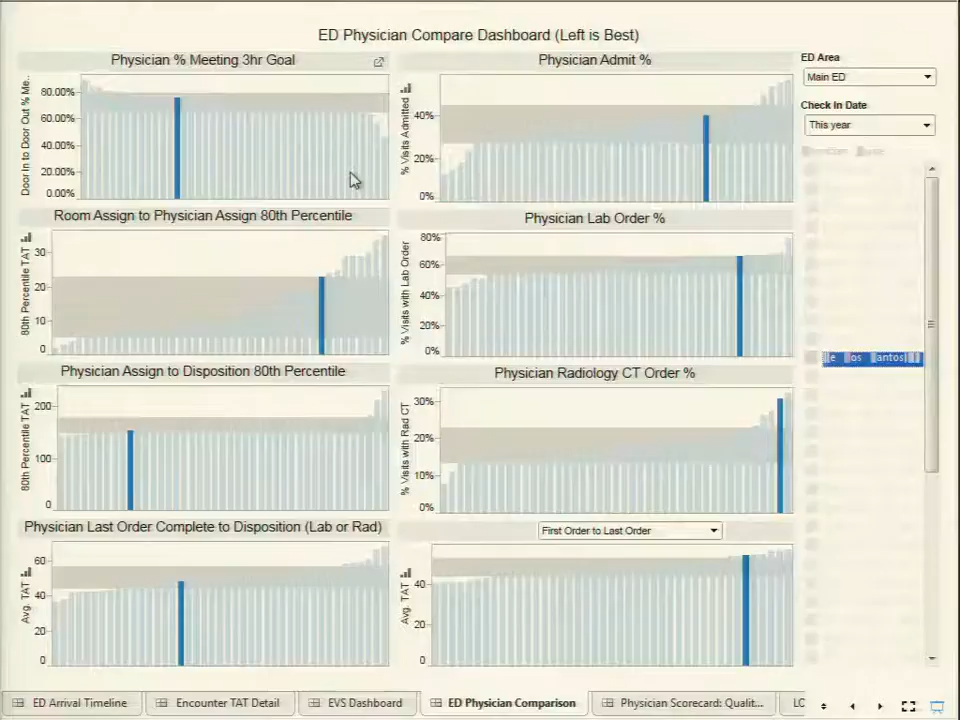 ED Physician Compare Dashboard (Left is Best)
Physician % Meeting 3hr Goal
Door In to Door Out % Me..
80.00%
60.00%
40.00%
20.00%
0.00%
Physician Admit %
% Visits Admitted
40%
20%
0%
ED Area
Main ED
Check In Date
This year
Room Assign to Physician Assign 80th Percentile
80th Percentile TAT
30
20
10
0
Physician Lab Order %
% Visits with Lab Order
80%
60%
40%
20%
0%
Physician Assign to Disposition 80th Percentile
80th Percentile TAT
200
100
0
Physician Radiology CT Order %
% Visits with Rad CT
30%
20%
10%
0%
Physician Last Order Complete to Disposition (Lab or Rad)
Avg. TAT
60
40
20
0
First Order to Last Order
Avg. TAT
40
20
0
ED Arrival Timeline
Encounter TAT Detail
EVS Dashboard
ED Physician Comparison
Physician Scorecard: Qualit...
LC